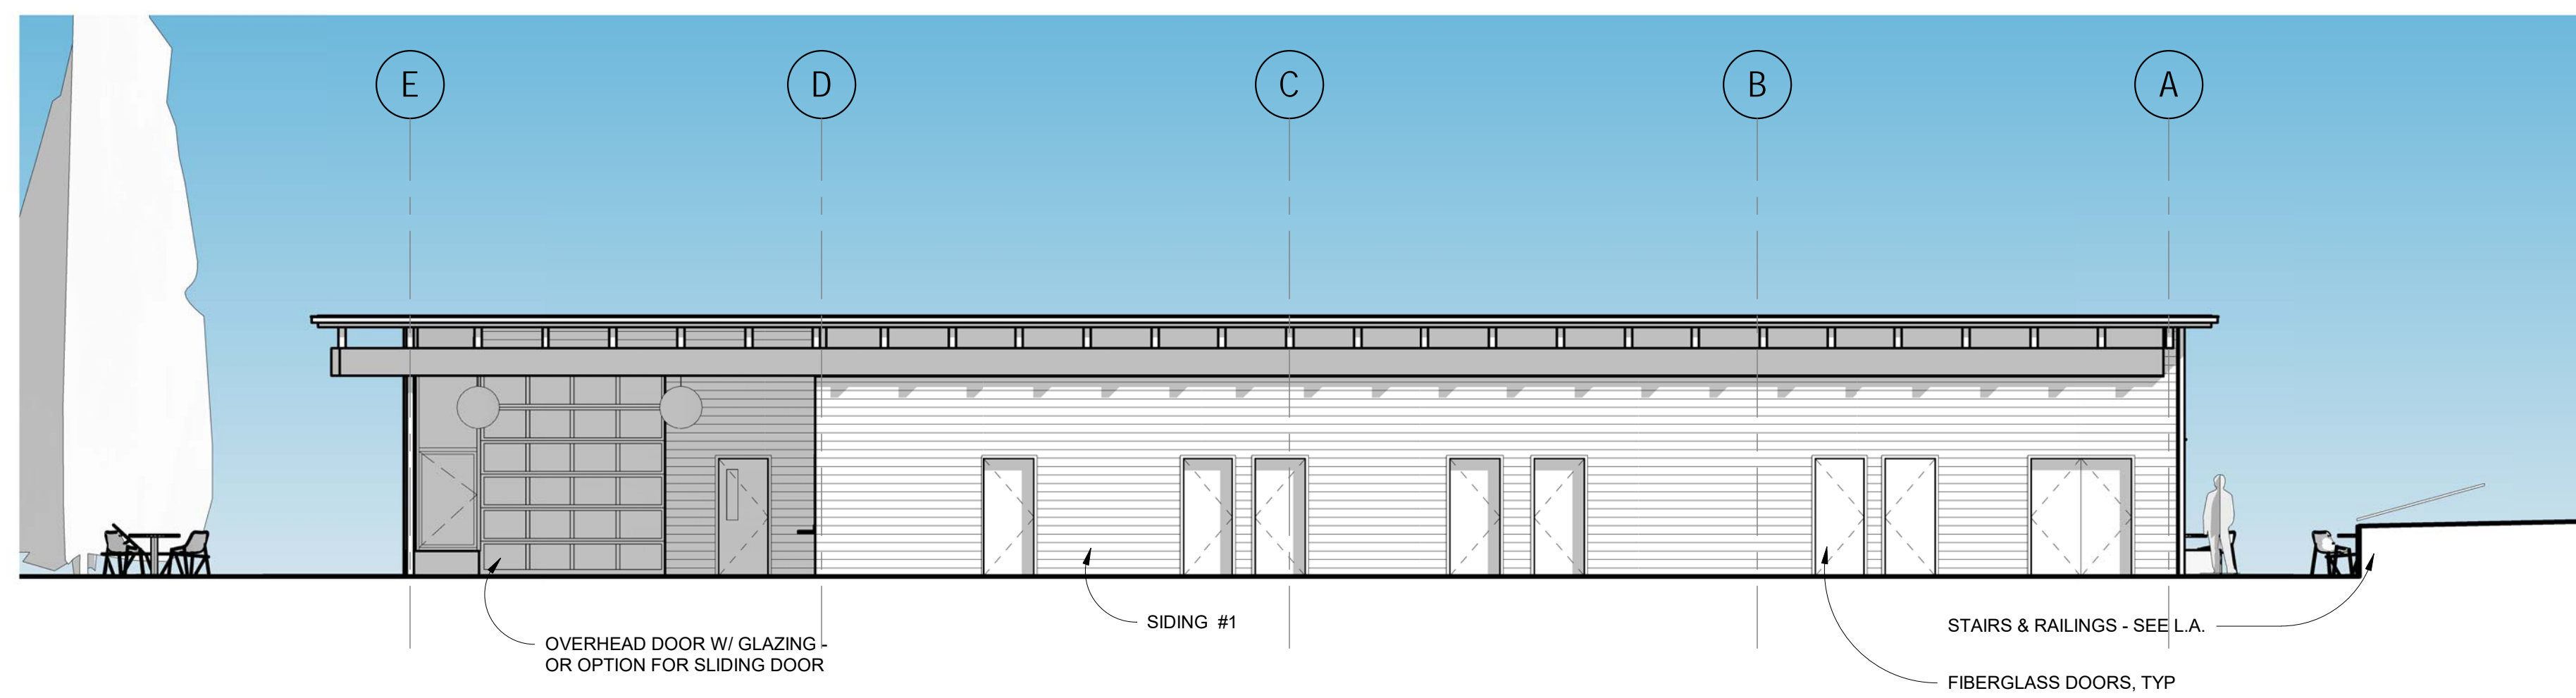 E
D
C
B
A
OVERHEAD DOOR W/ GLAZING -
OR OPTION FOR SLIDING DOOR
SIDING #1
STAIRS & RAILINGS - SEE L.A.
FIBERGLASS DOORS, TYP